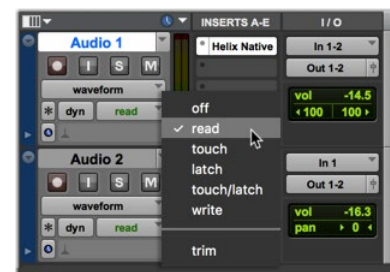 INSERTS A-E I / O
Audio 1
Helix Native
In 1-2
I S M
Out 1-2
waveform
vol -14.5
100 100
* dyn read
off
read
touch
latch
touch/latch
write
trim
Audio 2
In 1
I S M
Out 1-2
waveform
vol -16.3
* dyn read
pan 0